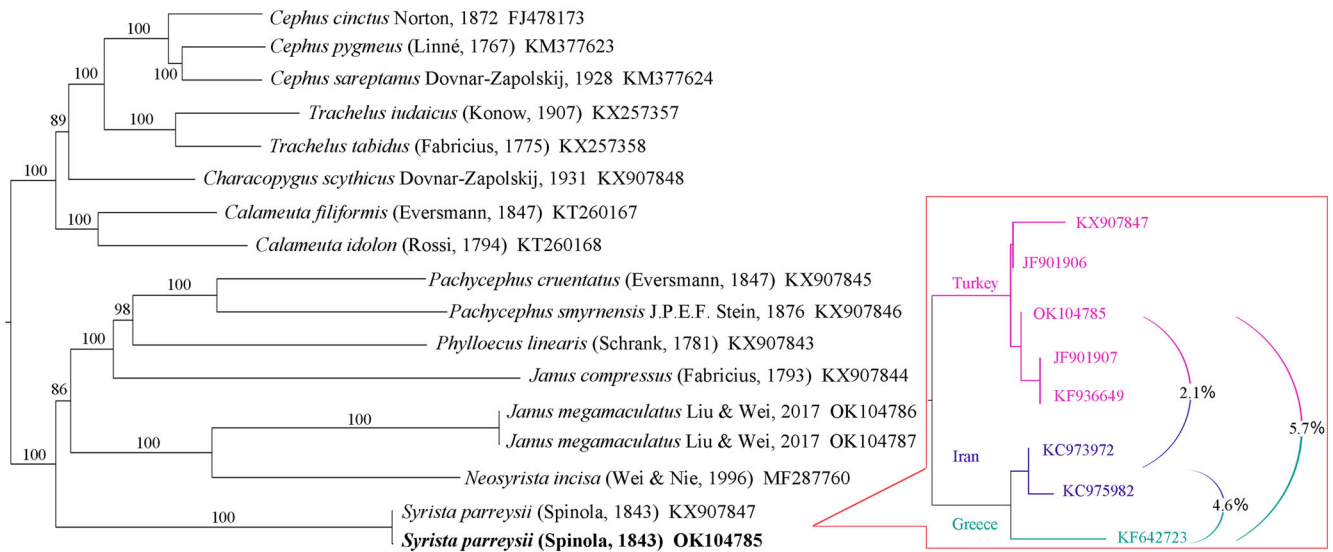 Cephus cinctus Norton, 1872 FJ478173
100
Cephus pygmeus (Linné, 1767) KM377623
100
100
Cephus sareptanus Dovnar-Zapolskij, 1928 KM377624
Trachelus iudaicus (Konow, 1907) KX257357
89
100
Trachelus tabidus (Fabricius, 1775) KX257358
100
Characopygus scythicus Dovnar-Zapolskij, 1931 KX907848
Calameuta filiformis (Eversmann, 1847) KT260167
100
Calameuta idolon (Rossi, 1794) KT260168
Pachycephus cruentatus (Eversmann, 1847) KX907845
100
98
Pachycephus smyrnensis J.P.E.F. Stein, 1876 KX907846
100
Phylloecus linearis (Schrank, 1781) KX907843
Janus compressus (Fabricius, 1793) KX907844
86
Janus megamaculatus Liu & Wei, 2017 OK104786
100
100
Janus megamaculatus Liu & Wei, 2017 OK104787
100
Neosyrista incisa (Wei & Nie, 1996) MF287760
Syrista parreysii (Spinola, 1843) KX907847
100
Syrista parreysii (Spinola, 1843) OK104785
KX907847
JF901906
Turkey
OK104785
JF901907
KF936649
2.1%
5.7%
KC973972
Iran
KC975982
4.6%
Greece
KF642723